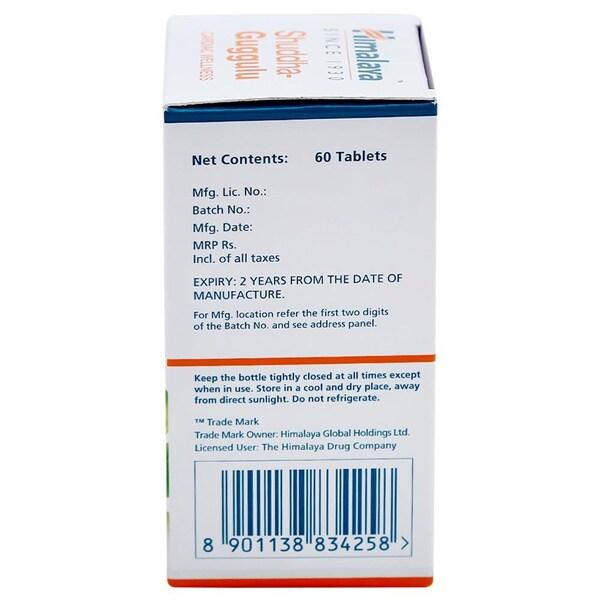 Himalaya
SINCE 1930
Shuddha-
Guggulu
CARDIAC WELLNESS
Net Contents: 60 Tablets
Mfg. Lic. No.:
Batch No.:
Mfg. Date:
MRP Rs.
Incl. of all taxes
EXPIRY: 2 YEARS FROM THE DATE OF
MANUFACTURE.
For Mfg. location refer the first two digits
of the Batch No. and see address panel.
Keep the bottle tightly closed at all times except
when in use. Store in a cool and dry place, away
from direct sunlight. Do not refrigerate.
™ Trade Mark
Trade Mark Owner: Himalaya Global Holdings Ltd.
Licensed User: The Himalaya Drug Company
8 901138 834258 >